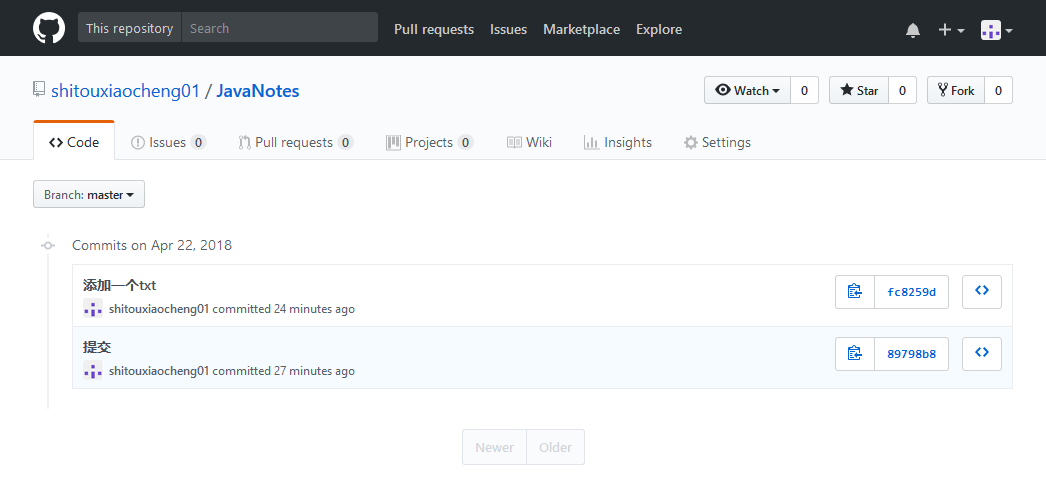 This repository Search Pull requests Issues Marketplace Explore
shitouxiaocheng01 / JavaNotes Watch 0 Star 0 Fork 0
Code Issues 0 Pull requests 0 Projects 0 Wiki Insights Settings
Branch: master
Commits on Apr 22, 2018
添加一个txt
fc8259d
shitouxiaocheng01 committed 24 minutes ago
提交
89798b8
shitouxiaocheng01 committed 27 minutes ago
Newer Older